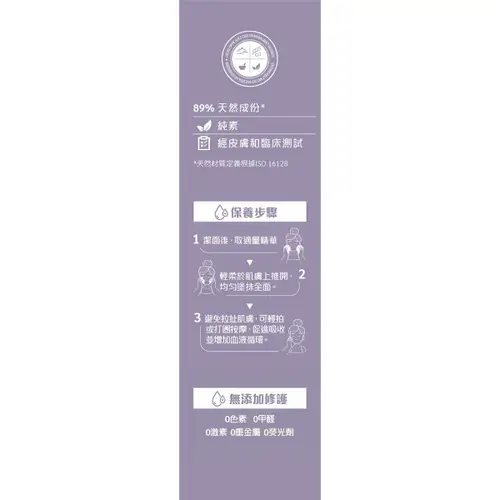 89% 天然成份*
純素
經皮膚和臨床測試
*天然材質定義根據ISO 16128
保養步驟
1 潔面後，取適量精華
輕柔於肌膚上推開，
均勻塗抹全面。
2
3 避免拉扯肌膚，可輕拍
或打圈按摩，促進吸收
並增加血液循環。
無添加修護
0色素 0甲醛
0激素 0重金屬 0熒光劑